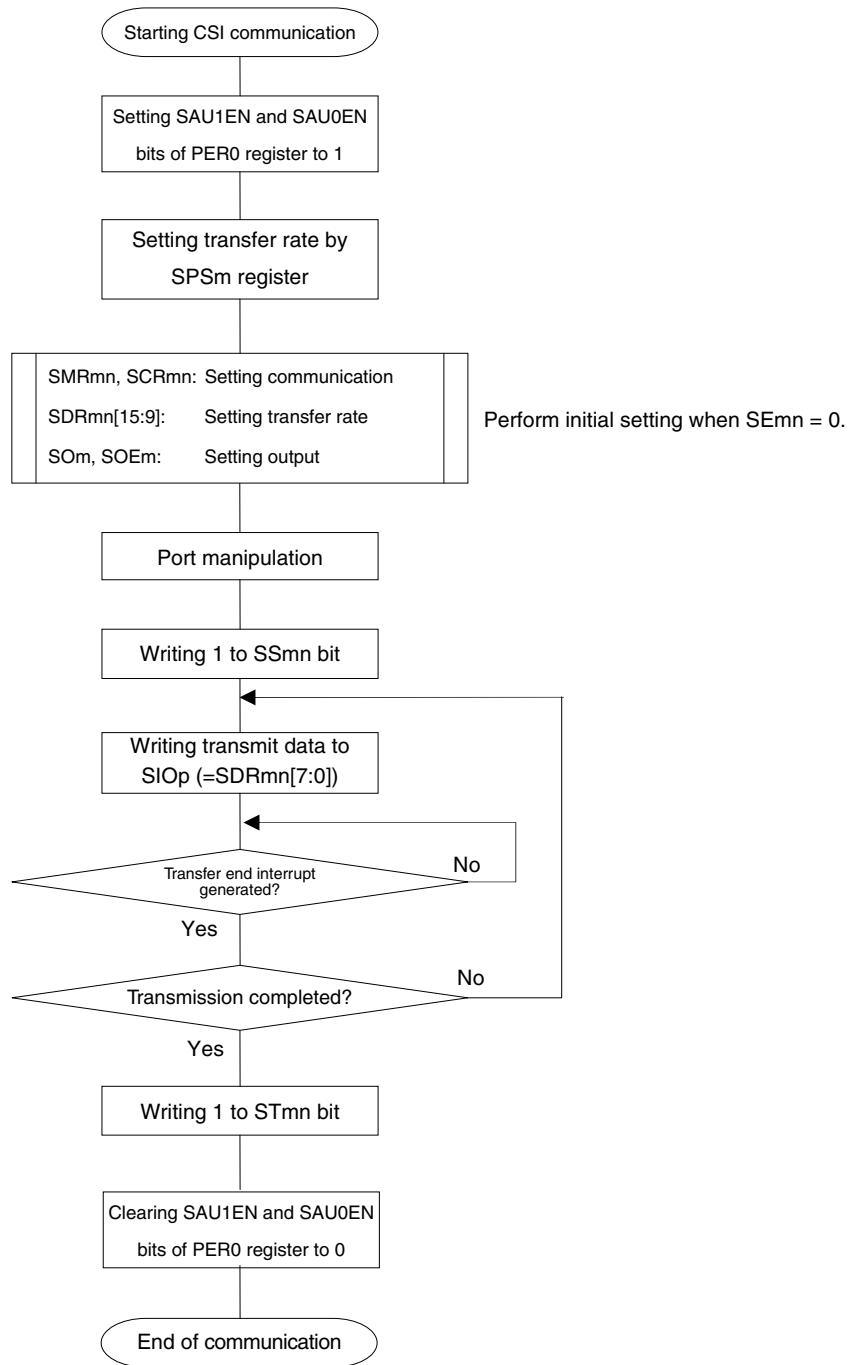 Starting CSI communication
Setting SAU1EN and SAU0EN
bits of PER0 register to 1
Setting transfer rate by
SPSm register
SMRmn, SCRmn: Setting communication
SDRmn[15:9]: Setting transfer rate
SOm, SOEm: Setting output
Perform initial setting when SEmn = 0.
Port manipulation
Writing 1 to SSmn bit
Writing transmit data to
SIOp (=SDRmn[7:0])
Transfer end interrupt
generated?
No
Yes
Transmission completed?
No
Yes
Writing 1 to STmn bit
Clearing SAU1EN and SAU0EN
bits of PER0 register to 0
End of communication